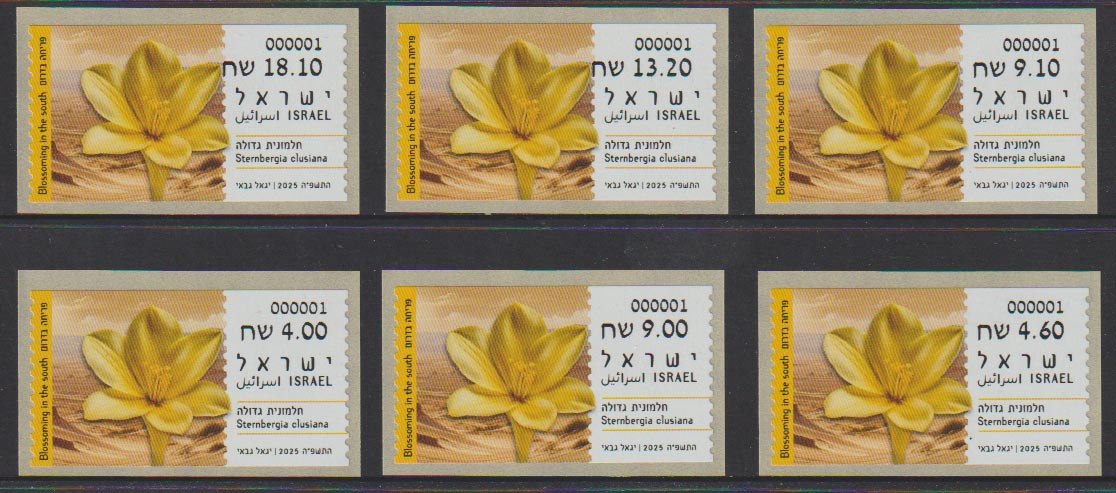 פריחה בדרום Blossoming in the south
000001
18.10 שח
ישראל
ISRAEL اسرائيل
חלמונית גדולה
Sternbergia clusiana
התשפ״ה 2025 | יגאל גבאי
פריחה בדרום Blossoming in the south
000001
13.20 שח
ישראל
ISRAEL اسرائيل
חלמונית גדולה
Sternbergia clusiana
התשפ״ה 2025 | יגאל גבאי
פריחה בדרום Blossoming in the south
000001
9.10 שח
ישראל
ISRAEL اسرائيل
חלמונית גדולה
Sternbergia clusiana
התשפ״ה 2025 | יגאל גבאי
פריחה בדרום Blossoming in the south
000001
4.00 שח
ישראל
ISRAEL اسرائيل
חלמונית גדולה
Sternbergia clusiana
התשפ״ה 2025 | יגאל גבאי
פריחה בדרום Blossoming in the south
000001
9.00 שח
ישראל
ISRAEL اسرائيل
חלמונית גדולה
Sternbergia clusiana
התשפ״ה 2025 | יגאל גבאי
פריחה בדרום Blossoming in the south
000001
4.60 שח
ישראל
ISRAEL اسرائيل
חלמונית גדולה
Sternbergia clusiana
התשפ״ה 2025 | יגאל גבאי